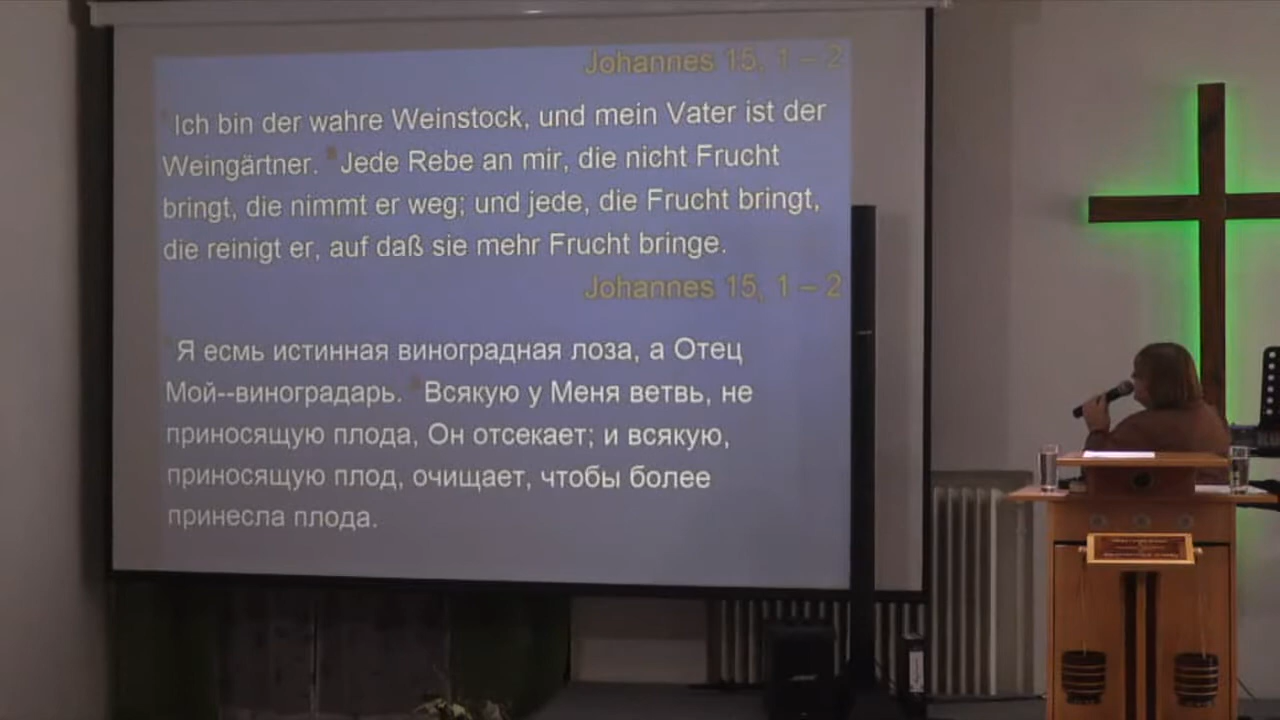 Johannes 15, 1 – 2
Ich bin der wahre Weinstock, und mein Vater ist der
Weingärtner. Jede Rebe an mir, die nicht Frucht
bringt, die nimmt er weg; und jede, die Frucht bringt,
die reinigt er, auf daß sie mehr Frucht bringe.
Johannes 15, 1 – 2
Я есмь истинная виноградная лоза, а Отец
Мой--виноградарь. Всякую у Меня ветвь, не
приносящую плода, Он отсекает; и всякую,
приносящую плод, очищает, чтобы более
принесла плода.